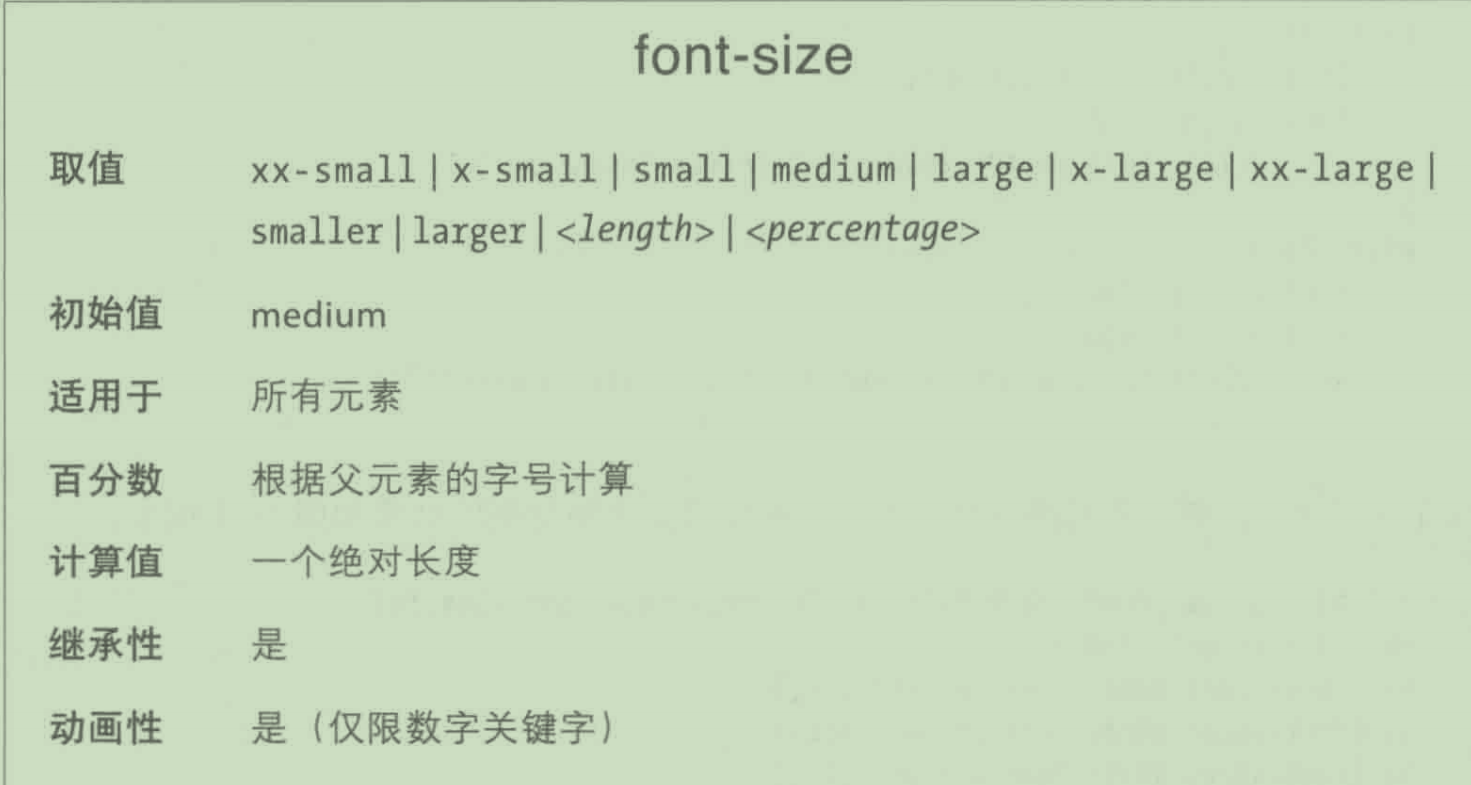 font-size
取值 xx-small | x-small | small | medium | large | x-large | xx-large |
smaller | larger | <length> | <percentage>
初始值 medium
适用于 所有元素
百分数 根据父元素的字号计算
计算值 一个绝对长度
继承性 是
动画性 是（仅限数字关键字）